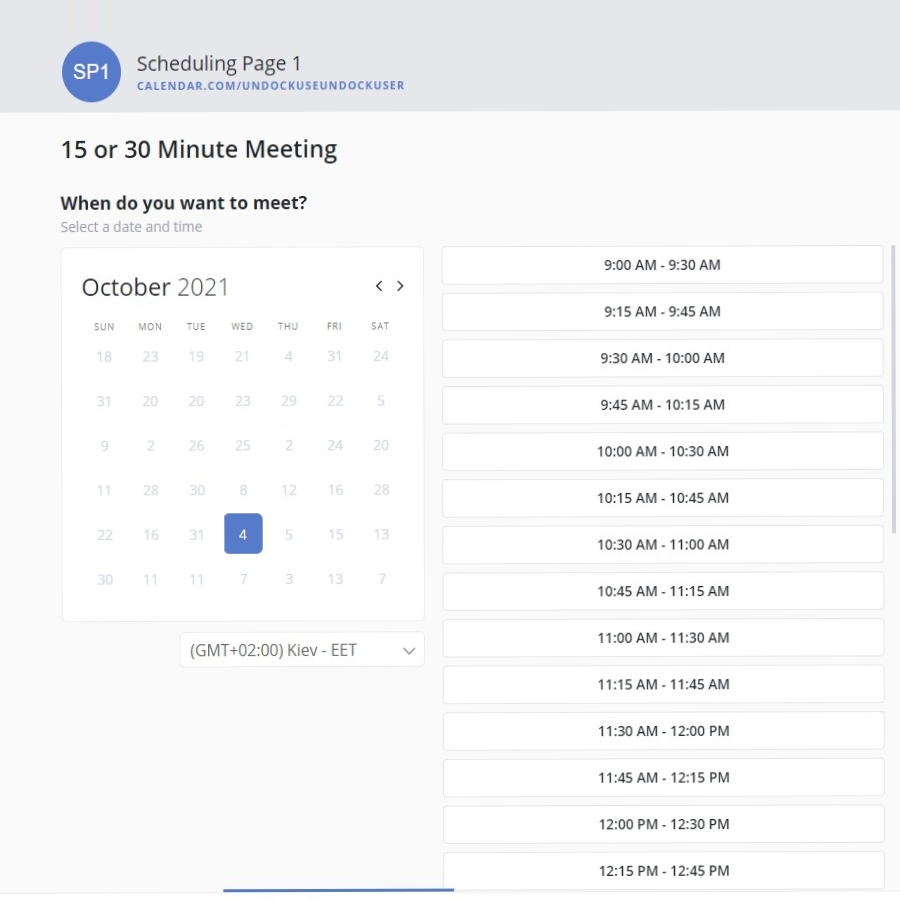 SP1
Scheduling Page 1
CALENDAR.COM/UNDOCKUSEUNDOCKUSER
15 or 30 Minute Meeting
When do you want to meet?
Select a date and time
October 2021
SUN MON TUE WED THU FRI SAT
18 23 19 21 4 31 24
31 20 20 23 29 22 5
9 2 26 25 2 24 20
11 28 30 8 12 16 28
22 16 31 4 5 15 13
30 11 11 7 3 13 7
(GMT+02:00) Kiev - EET
9:00 AM - 9:30 AM
9:15 AM - 9:45 AM
9:30 AM - 10:00 AM
9:45 AM - 10:15 AM
10:00 AM - 10:30 AM
10:15 AM - 10:45 AM
10:30 AM - 11:00 AM
10:45 AM - 11:15 AM
11:00 AM - 11:30 AM
11:15 AM - 11:45 AM
11:30 AM - 12:00 PM
11:45 AM - 12:15 PM
12:00 PM - 12:30 PM
12:15 PM - 12:45 PM